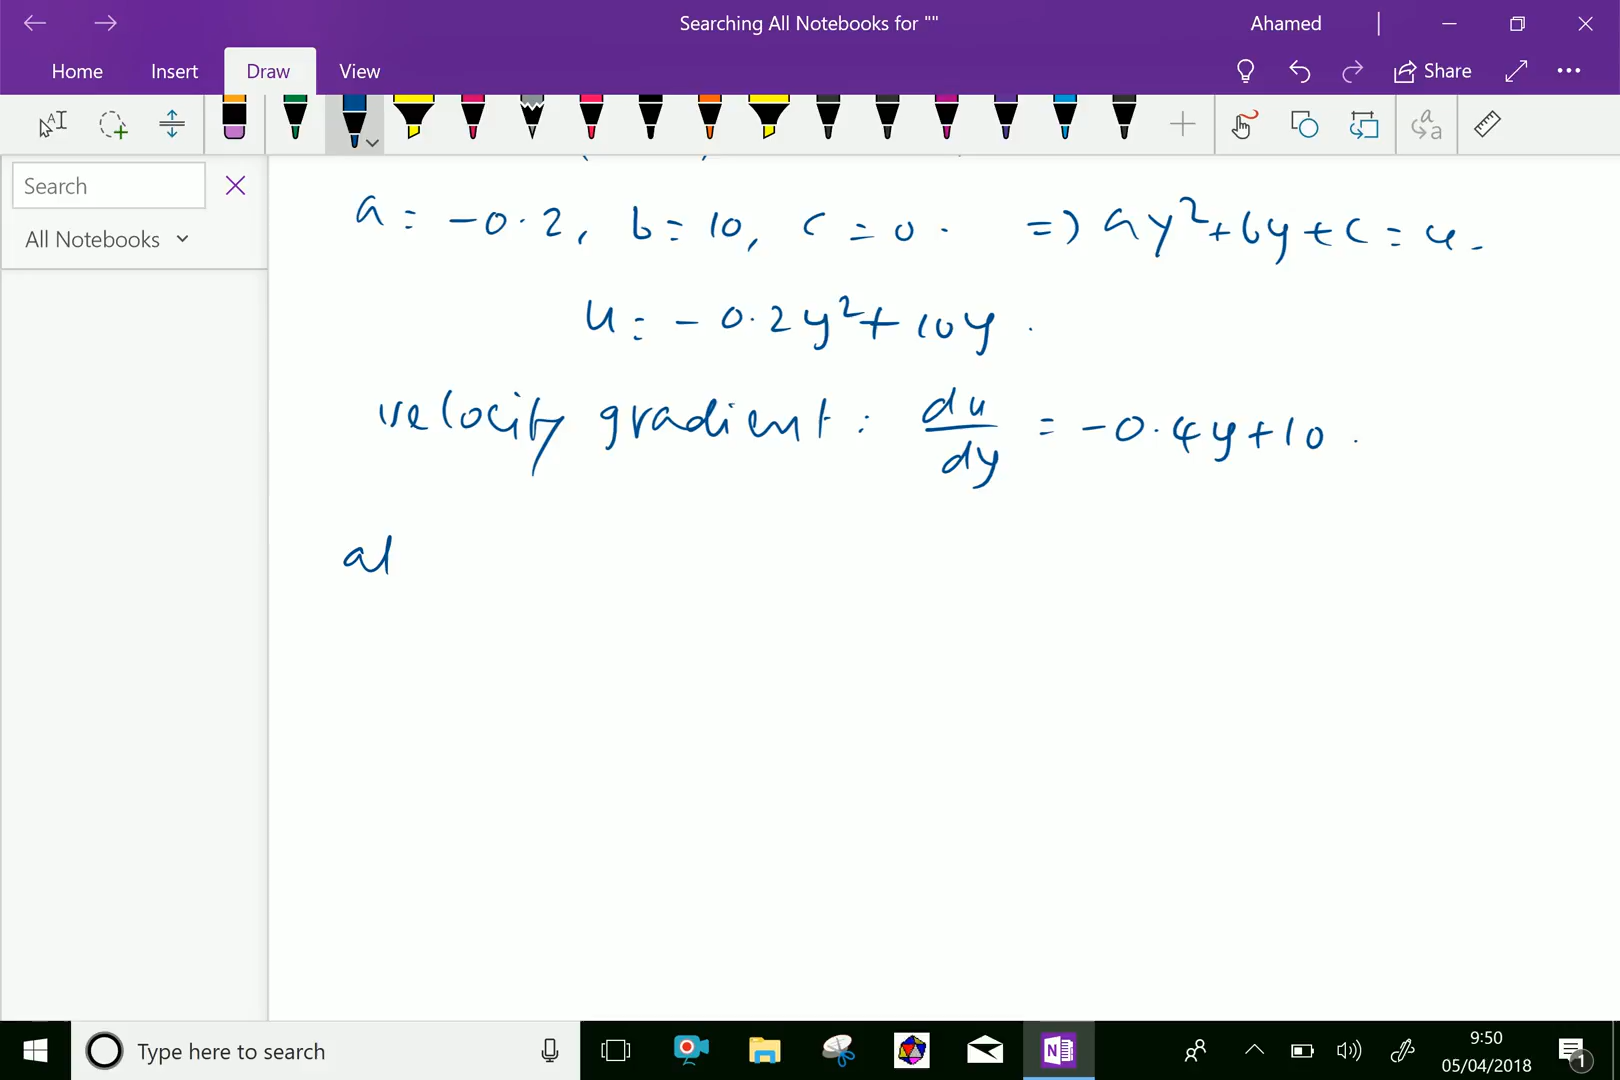 Searching All Notebooks for ""
Ahamed
Home Insert Draw View
Share
Search
All Notebooks
a = -0.2, b = 10, c = 0. => ay²+by+c = u.
u = -0.2y²+10y.
velocity gradient: du/dy = -0.4y+10.
at
Type here to search
9:50
05/04/2018
1